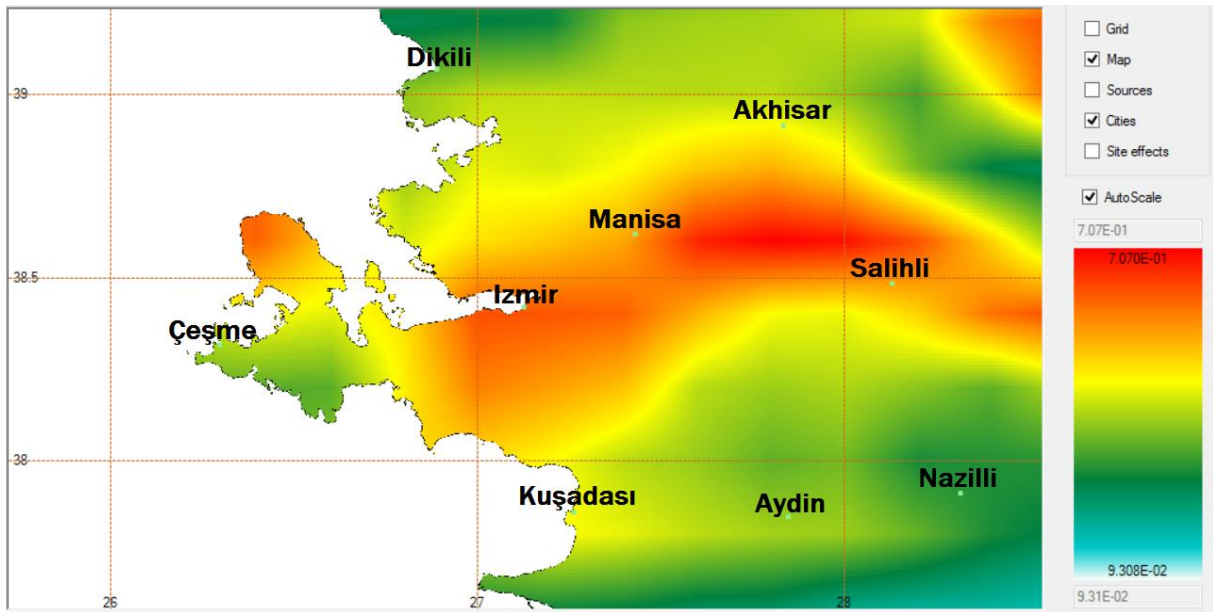 Dikili
39
Akhisar
Manisa
38.5
Salihli
Izmir
Çeşme
38
Nazilli
Kuşadası
Aydin
26
27
28
Grid
Map
Sources
Cities
Site effects
AutoScale
7.07E-01
7.070E-01
9.308E-02
9.31E-02